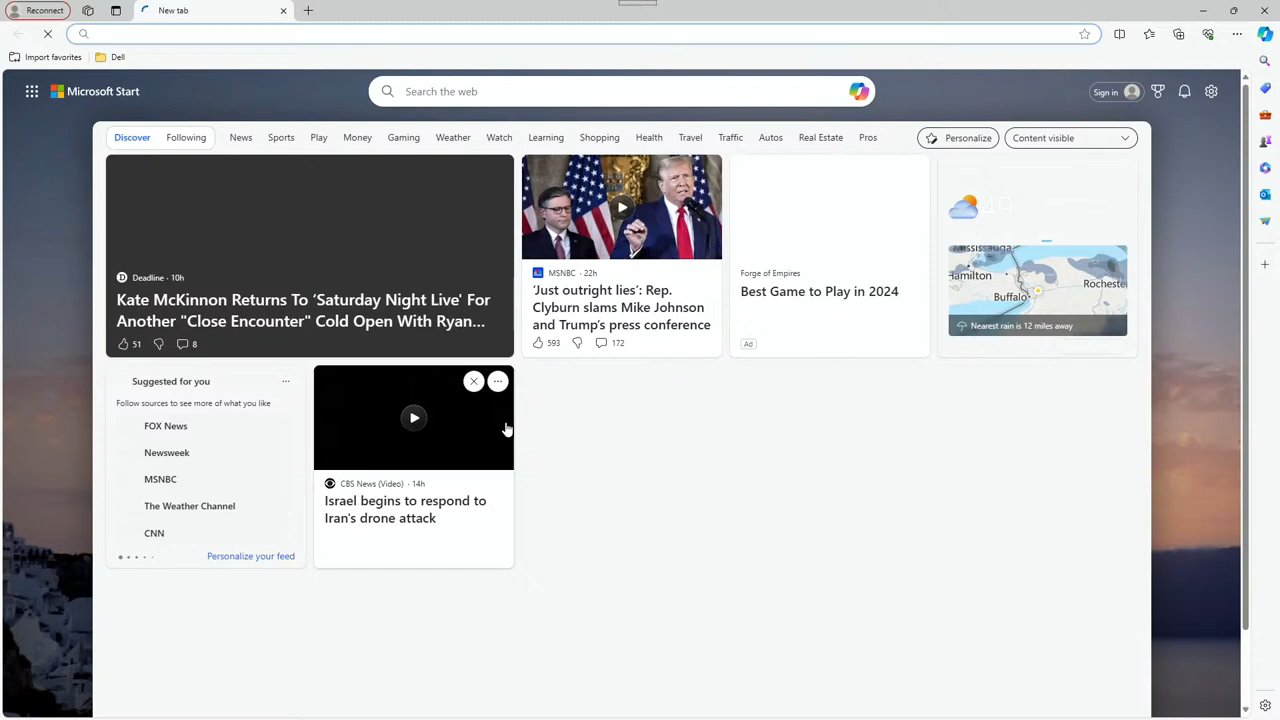 Reconnect
New tab
Import favorites
Dell
Microsoft Start
Search the web
Sign in
Discover
Following
News
Sports
Play
Money
Gaming
Weather
Watch
Learning
Shopping
Health
Travel
Traffic
Autos
Real Estate
Pros
Personalize
Content visible
Deadline · 10h
Kate McKinnon Returns To ‘Saturday Night Live’ For
Another "Close Encounter" Cold Open With Ryan...
51
8
MSNBC · 22h
‘Just outright lies’: Rep.
Clyburn slams Mike Johnson
and Trump’s press conference
593
172
Forge of Empires
Best Game to Play in 2024
Ad
Mississauga
Hamilton
Buffalo
Rocheste
Nearest rain is 12 miles away
Suggested for you
Follow sources to see more of what you like
FOX News
Newsweek
MSNBC
The Weather Channel
CNN
Personalize your feed
CBS News (Video) · 14h
Israel begins to respond to
Iran's drone attack